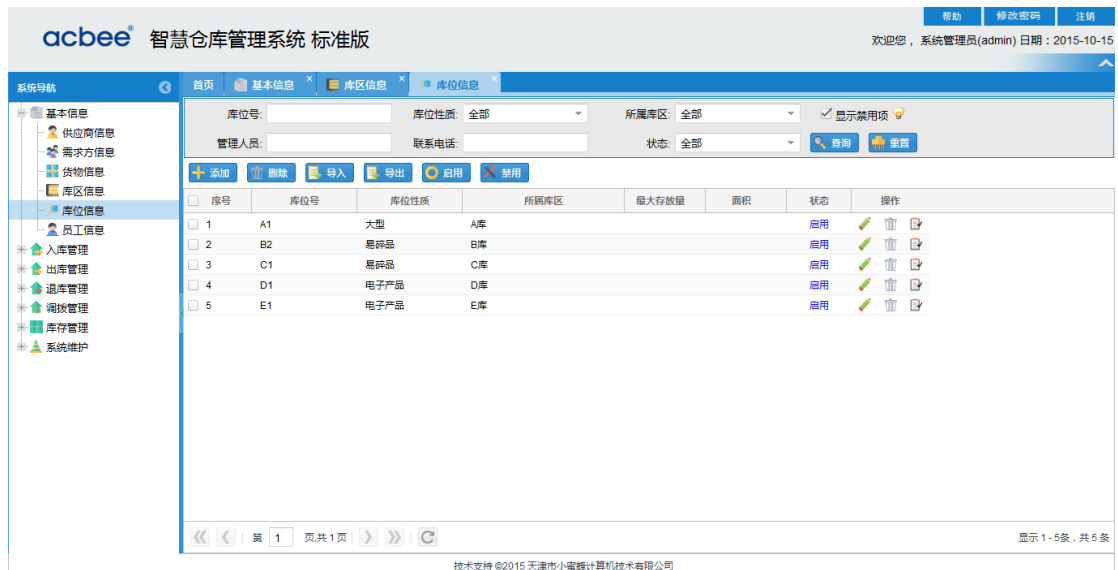 帮助 修改密码 注销
acbee® 智慧仓库管理系统 标准版
欢迎您 , 系统管理员(admin) 日期 : 2015-10-15
系统导航
首页 基本信息 × 库区信息 × 库位信息 ×
基本信息
供应商信息
需求方信息
货物信息
库区信息
库位信息
员工信息
入库管理
出库管理
退库管理
调拨管理
库存管理
系统维护
库位号: 库位性质: 全部 所属库区: 全部 显示禁用项
管理人员: 联系电话: 状态: 全部 查询 重置
添加 删除 导入 导出 启用 禁用
序号 库位号 库位性质 所属库区 最大存放量 面积 状态 操作
1 A1 大型 A库 启用
2 B2 易碎品 B库 启用
3 C1 易碎品 C库 启用
4 D1 电子产品 D库 启用
5 E1 电子产品 E库 启用
第 1 页,共 1 页
显示 1 - 5条 , 共 5 条
技术支持 ©2015 天津市小蜜蜂计算机技术有限公司